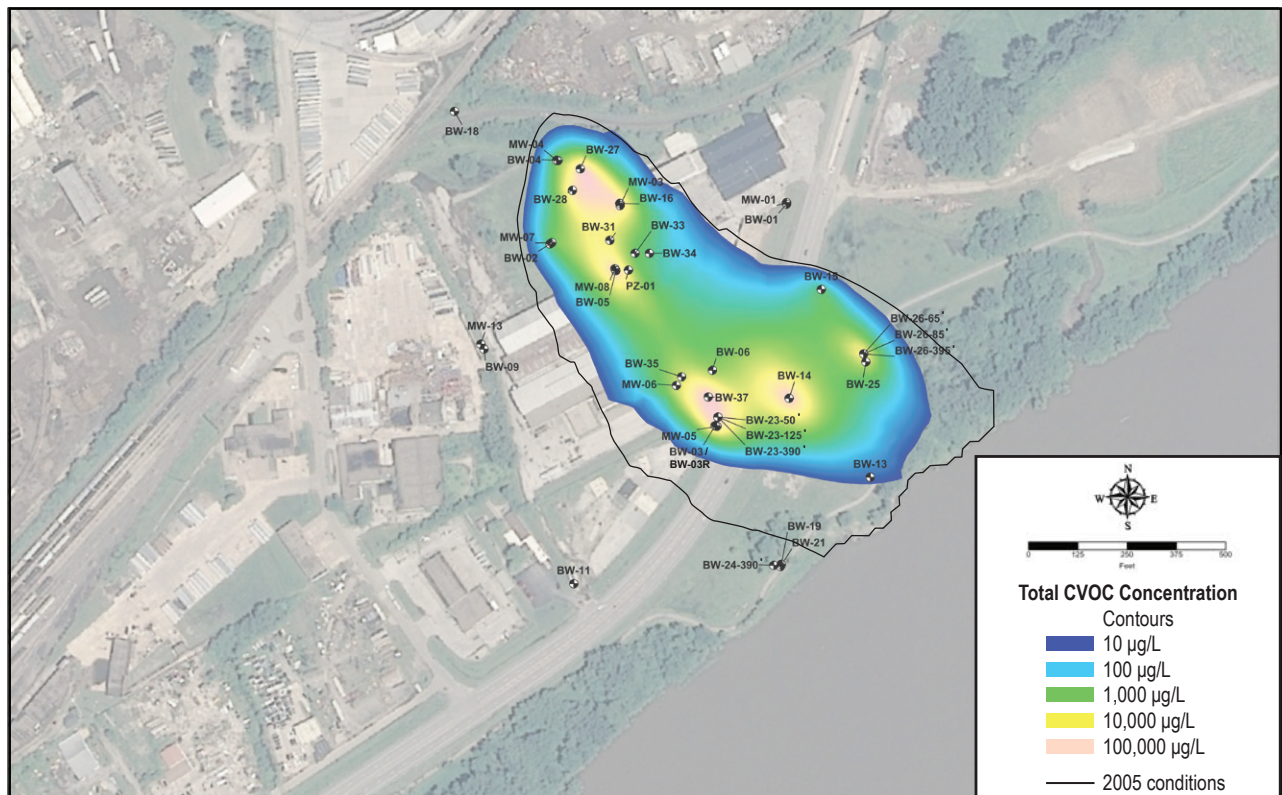 BW-18
MW-04
BW-04
BW-27
MW-03
BW-16
BW-28
MW-01
BW-01
BW-31
BW-33
MW-07
BW-02
BW-34
MW-08
PZ-01
BW-05
BW-15
BW-26-65'
BW-26-85'
BW-26-395'
BW-25
MW-13
BW-09
BW-06
BW-35
MW-06
BW-14
BW-37
BW-23-50'
MW-05
BW-23-125'
BW-03/
BW-23-390'
BW-03R
BW-13
BW-19
BW-21
BW-24-390'
BW-11
N
W E
S
0 125 250 375 500
Feet
Total CVOC Concentration
Contours
10 µg/L
100 µg/L
1,000 µg/L
10,000 µg/L
100,000 µg/L
2005 conditions